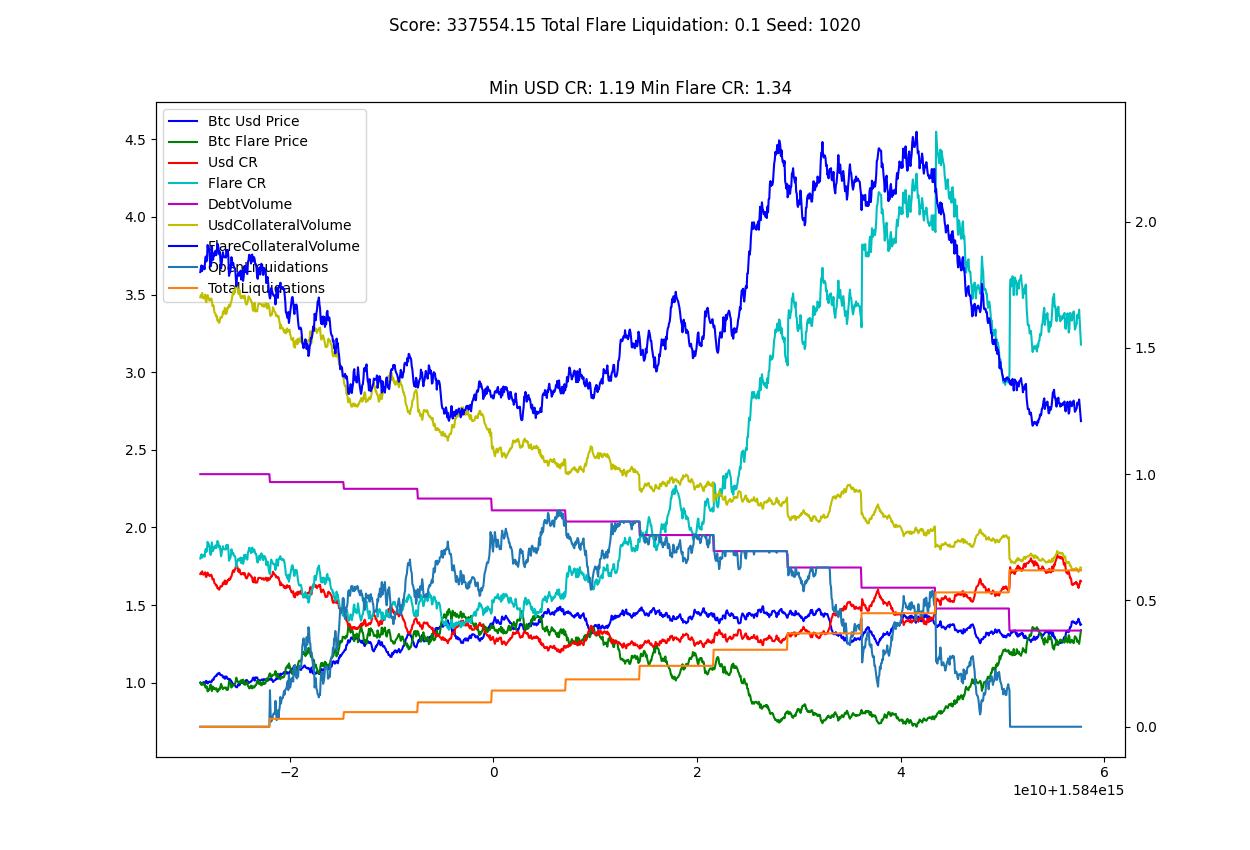 Score: 337554.15 Total Flare Liquidation: 0.1 Seed: 1020
Min USD CR: 1.19 Min Flare CR: 1.34
Btc Usd Price
Btc Flare Price
Usd CR
Flare CR
DebtVolume
UsdCollateralVolume
FlareCollateralVolume
OpenLiquidations
TotalLiquidations
4.5
4.0
3.5
3.0
2.5
2.0
1.5
1.0
2.0
1.5
1.0
0.5
0.0
−2
0
2
4
6
1e10+1.584e15